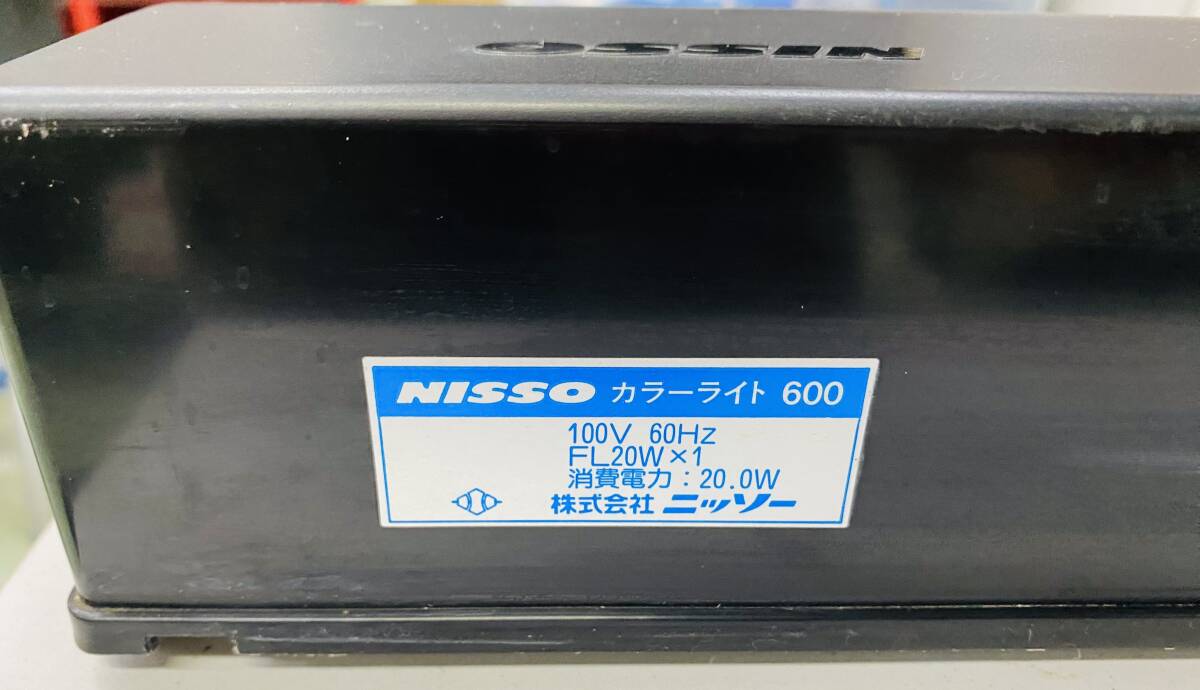 NISSO
NISSO カラーライト 600
100V 60Hz
FL20W×1
消費電力：20.0W
株式会社 ニッソー